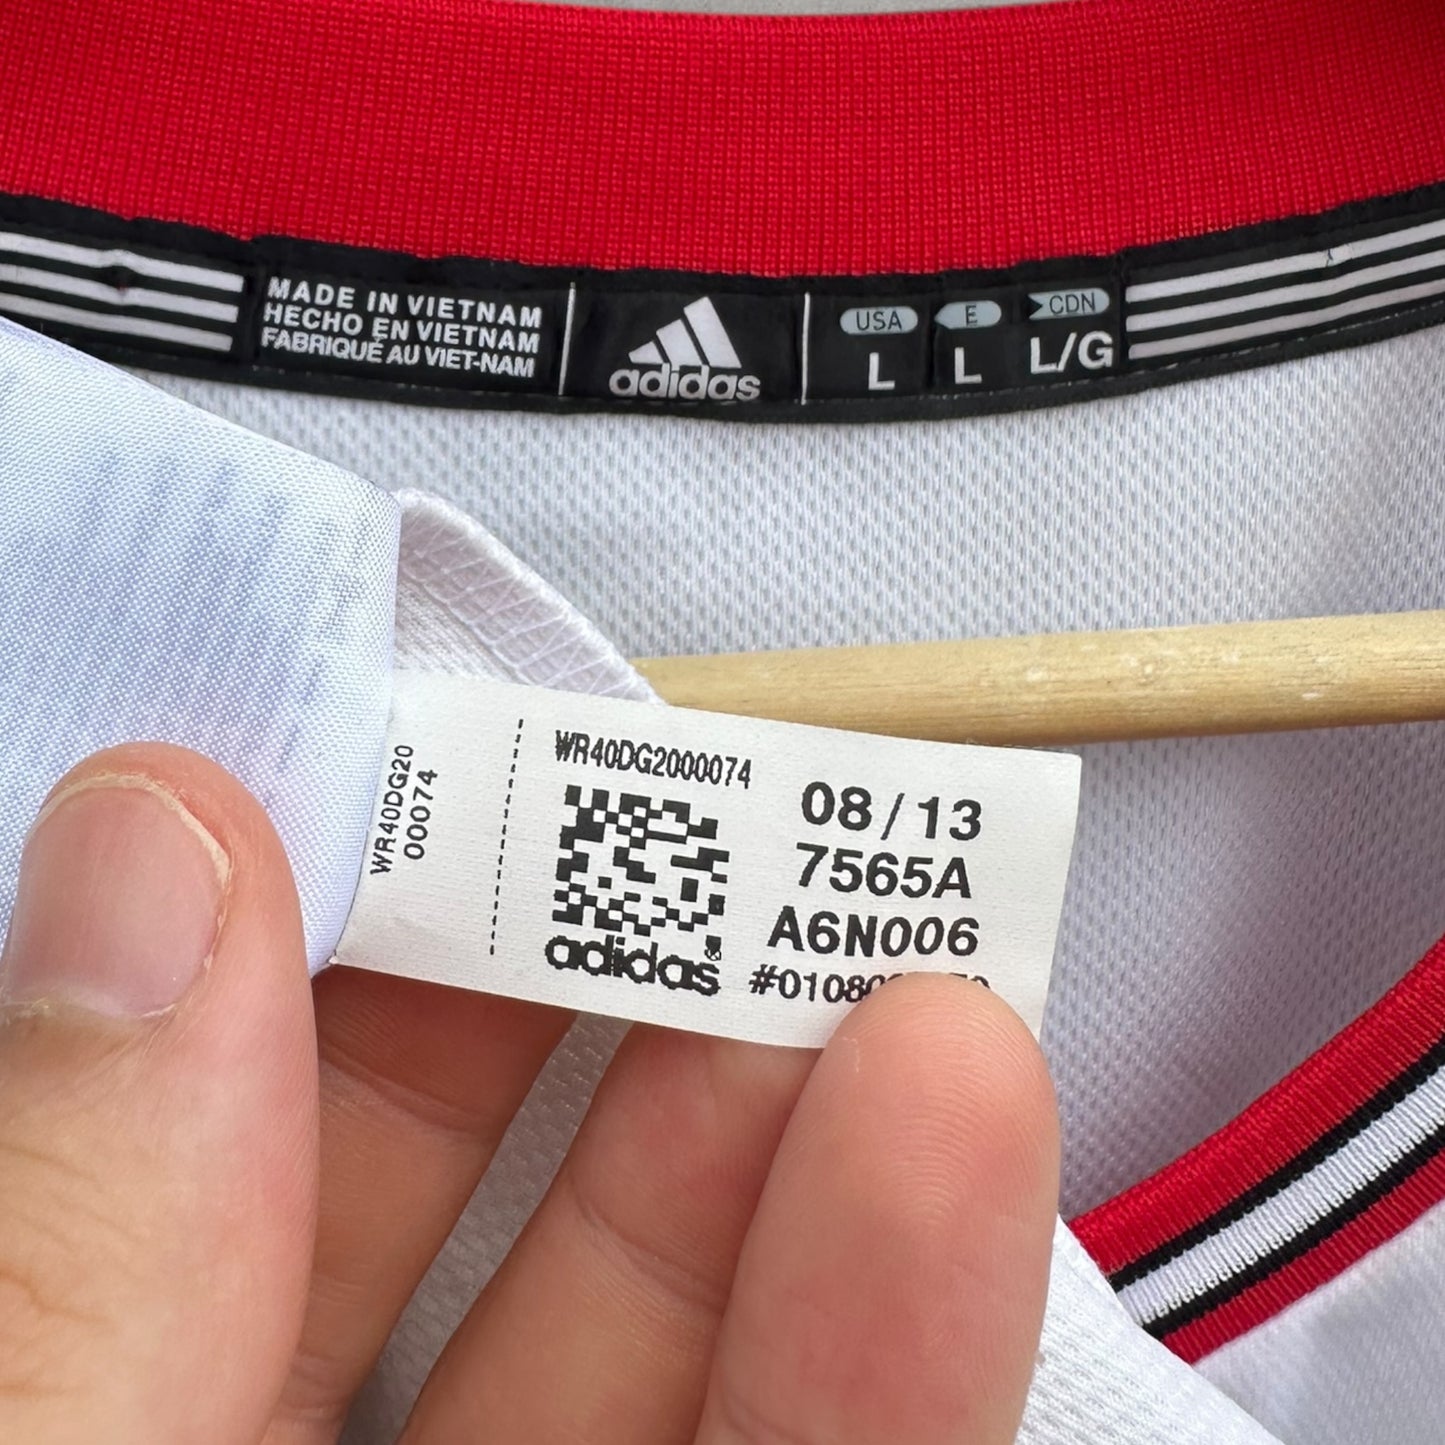 MADE IN VIETNAM
HECHO EN VIETNAM
FABRIQUÉ AU VIET-NAM
adidas
USA E CDN
L L L/G
WR40DG20
00074
WR40DG2000074
08/13
7565A
A6N006
adidas